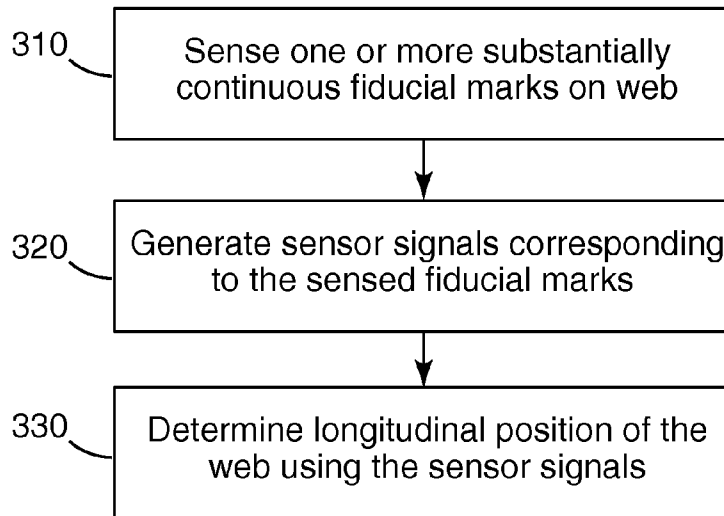 310
Sense one or more substantially
continuous fiducial marks on web
320
Generate sensor signals corresponding
to the sensed fiducial marks
330
Determine longitudinal position of the
web using the sensor signals